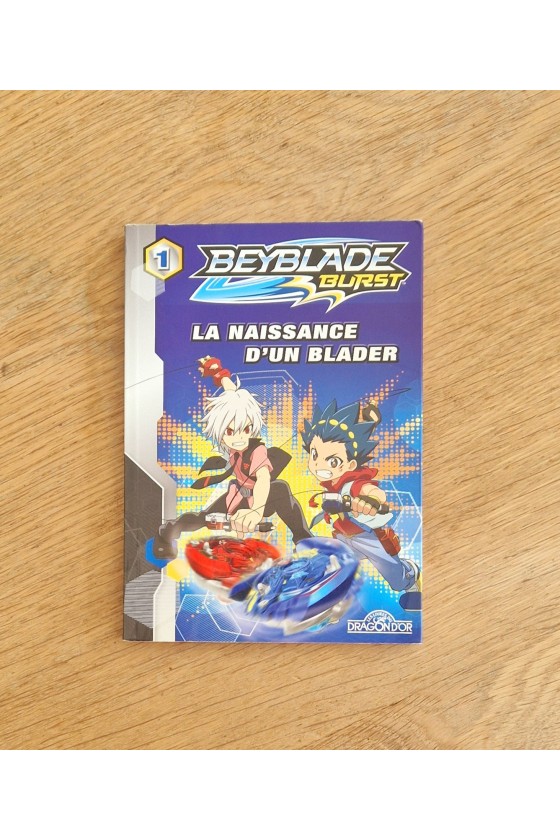 1
BEYBLADE
BURST
LA NAISSANCE
D'UN BLADER
DRAGON D'OR